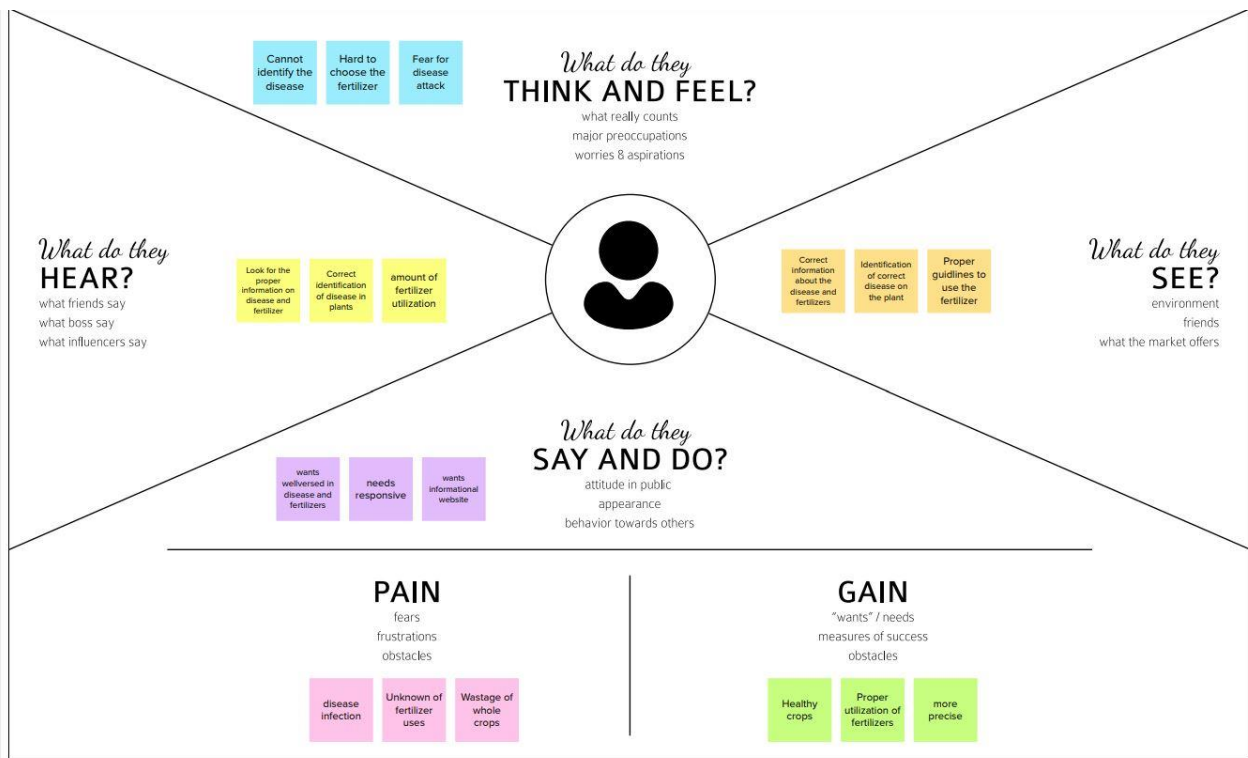 Cannot
identify the
disease
Hard to
choose the
fertilizer
Fear for
disease
attack
What do they
THINK AND FEEL?
what really counts
major preoccupations
worries & aspirations
What do they
HEAR?
what friends say
what boss say
what influencers say
Look for the
proper
information on
disease and
fertilizer
Correct
identification
of disease in
plants
amount of
fertilizer
utilization
Correct
information
about the
disease and
fertilizers
Identification
of correct
disease on
the plant
Proper
guidlines to
use the
fertilizer
What do they
SEE?
environment
friends
what the market offers
What do they
SAY AND DO?
attitude in public
appearance
behavior towards others
wants
wellversed in
disease and
fertilizers
needs
responsive
wants
informational
website
PAIN
fears
frustrations
obstacles
disease
infection
Unknown of
fertilizer
uses
Wastage of
whole
crops
GAIN
"wants" / needs
measures of success
obstacles
Healthy
crops
Proper
utilization of
fertilizers
more
precise